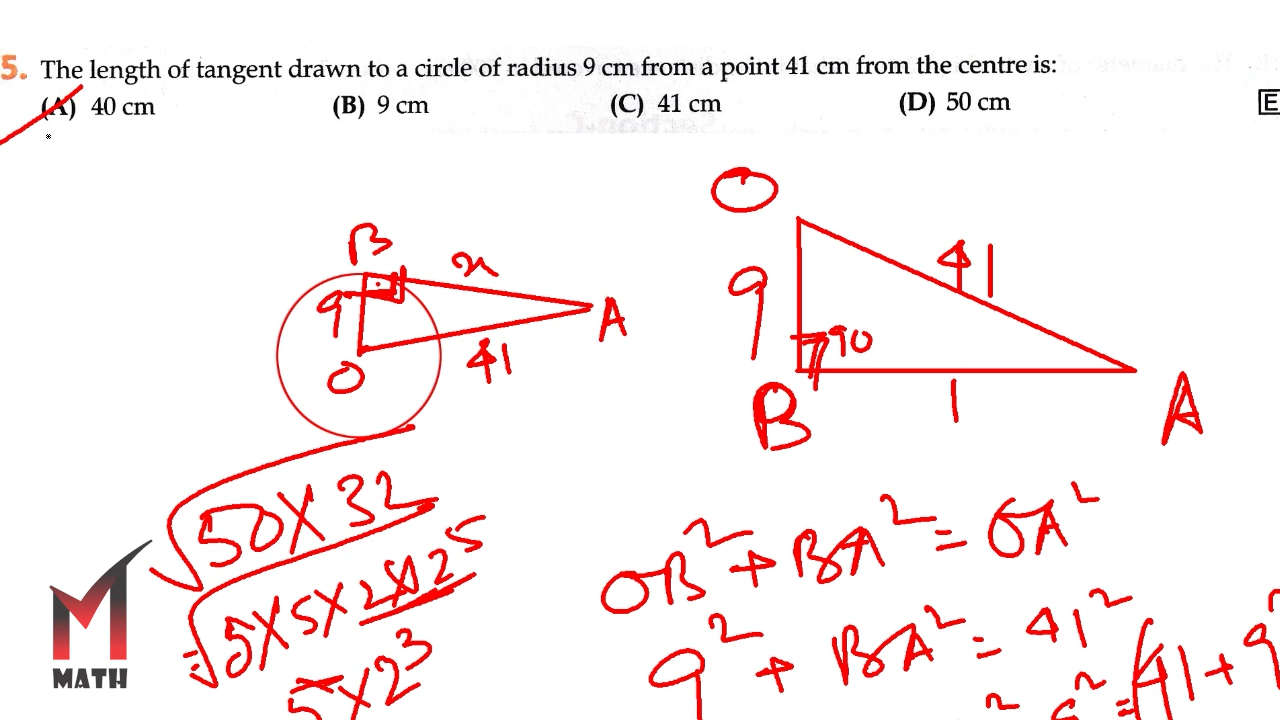 5. The length of tangent drawn to a circle of radius 9 cm from a point 41 cm from the centre is:
(A) 40 cm (B) 9 cm (C) 41 cm (D) 50 cm E
O
B x
9 41
9 A
90
41
O
B 1 A
√50×32
OB²+BA²=OA²
=√5×5×2×2⁵
9²+BA²=41²
5×2³
=(41+9
MATH